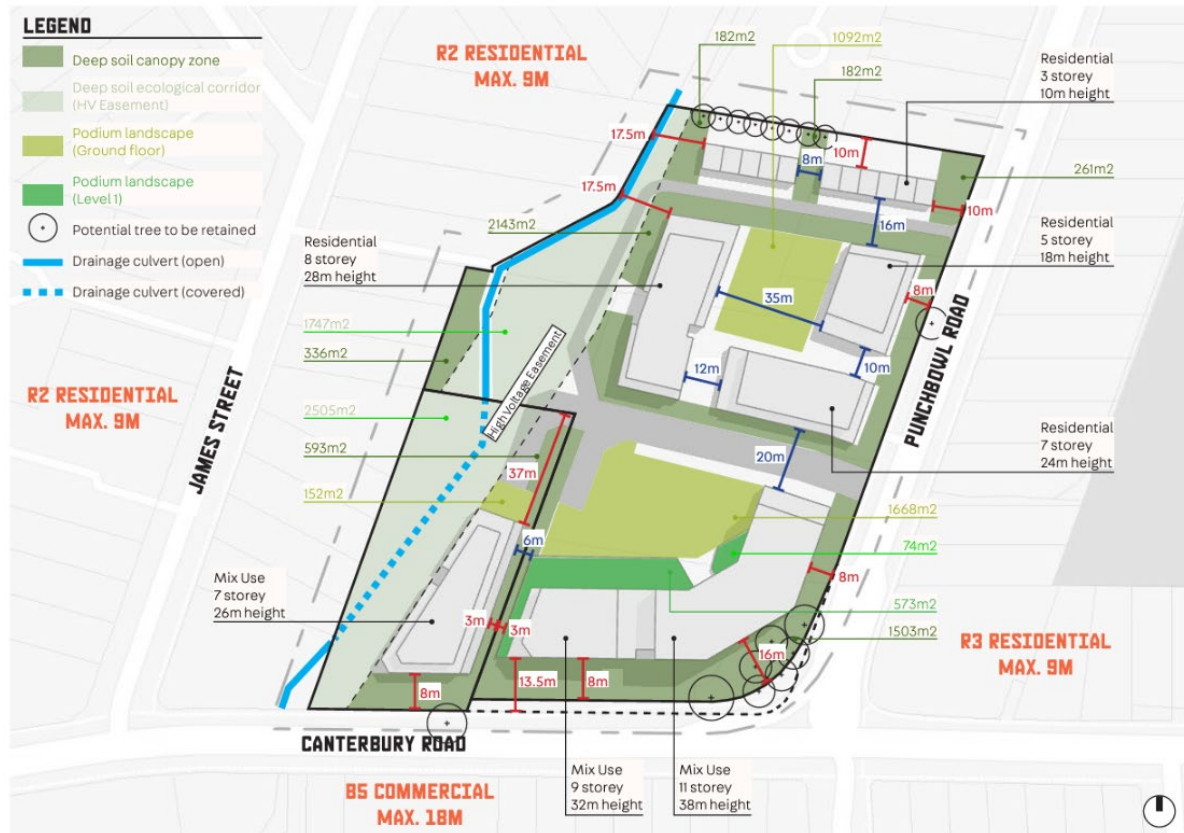 LEGEND
Deep soil canopy zone
Deep soil ecological corridor
(HV Easement)
Podium landscape
(Ground floor)
Podium landscape
(Level 1)
Potential tree to be retained
Drainage culvert (open)
Drainage culvert (covered)
R2 RESIDENTIAL
MAX. 9M
182m2
1092m2
182m2
Residential
3 storey
10m height
17.5m
8m
10m
261m2
17.5m
10m
16m
2143m2
Residential
8 storey
28m height
Residential
5 storey
18m height
35m
8m
1747m2
336m2
High Voltage Easement
12m
10m
PUNCHBOWL ROAD
R2 RESIDENTIAL
MAX. 9M
JAMES STREET
2505m2
593m2
37m
20m
Residential
7 storey
24m height
152m2
1668m2
6m
74m2
8m
Mix Use
7 storey
26m height
573m2
3m
3m
1503m2
16m
R3 RESIDENTIAL
MAX. 9M
8m
13.5m
8m
CANTERBURY ROAD
B5 COMMERCIAL
MAX. 18M
Mix Use
9 storey
32m height
Mix Use
11 storey
38m height